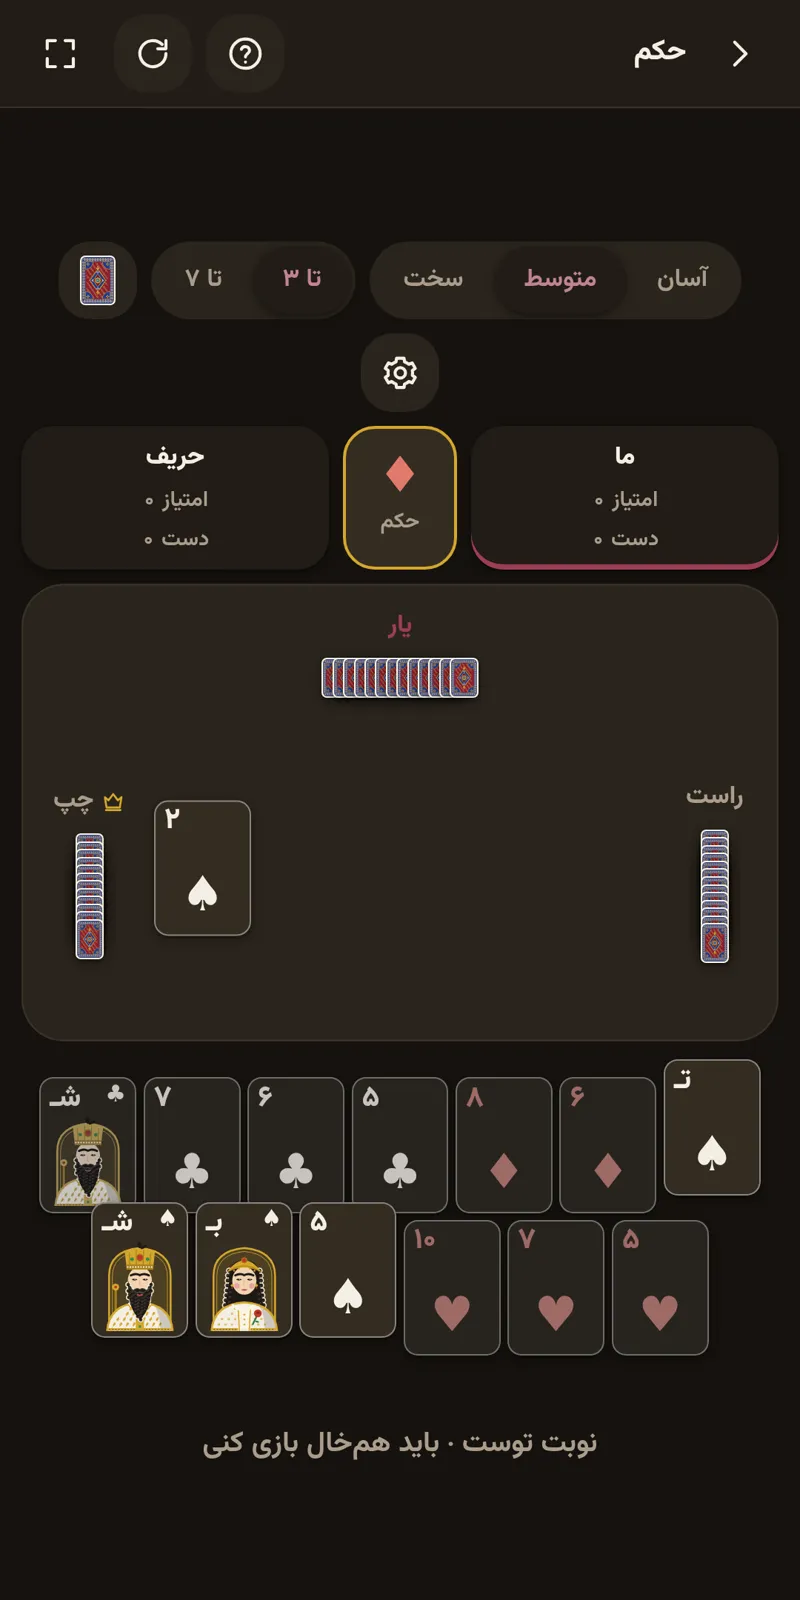 حکم
آسان متوسط سخت
تا ۳ تا ۷
ما
امتیاز ۰
دست ۰
حکم
حریف
امتیاز ۰
دست ۰
یار
راست
چپ
۲
شـ ۷ ۶ ۵ ۸ ۶ تـ
شـ بـ ۵ ۱۰ ۷ ۵
نوبت توست · باید هم‌خال بازی کنی